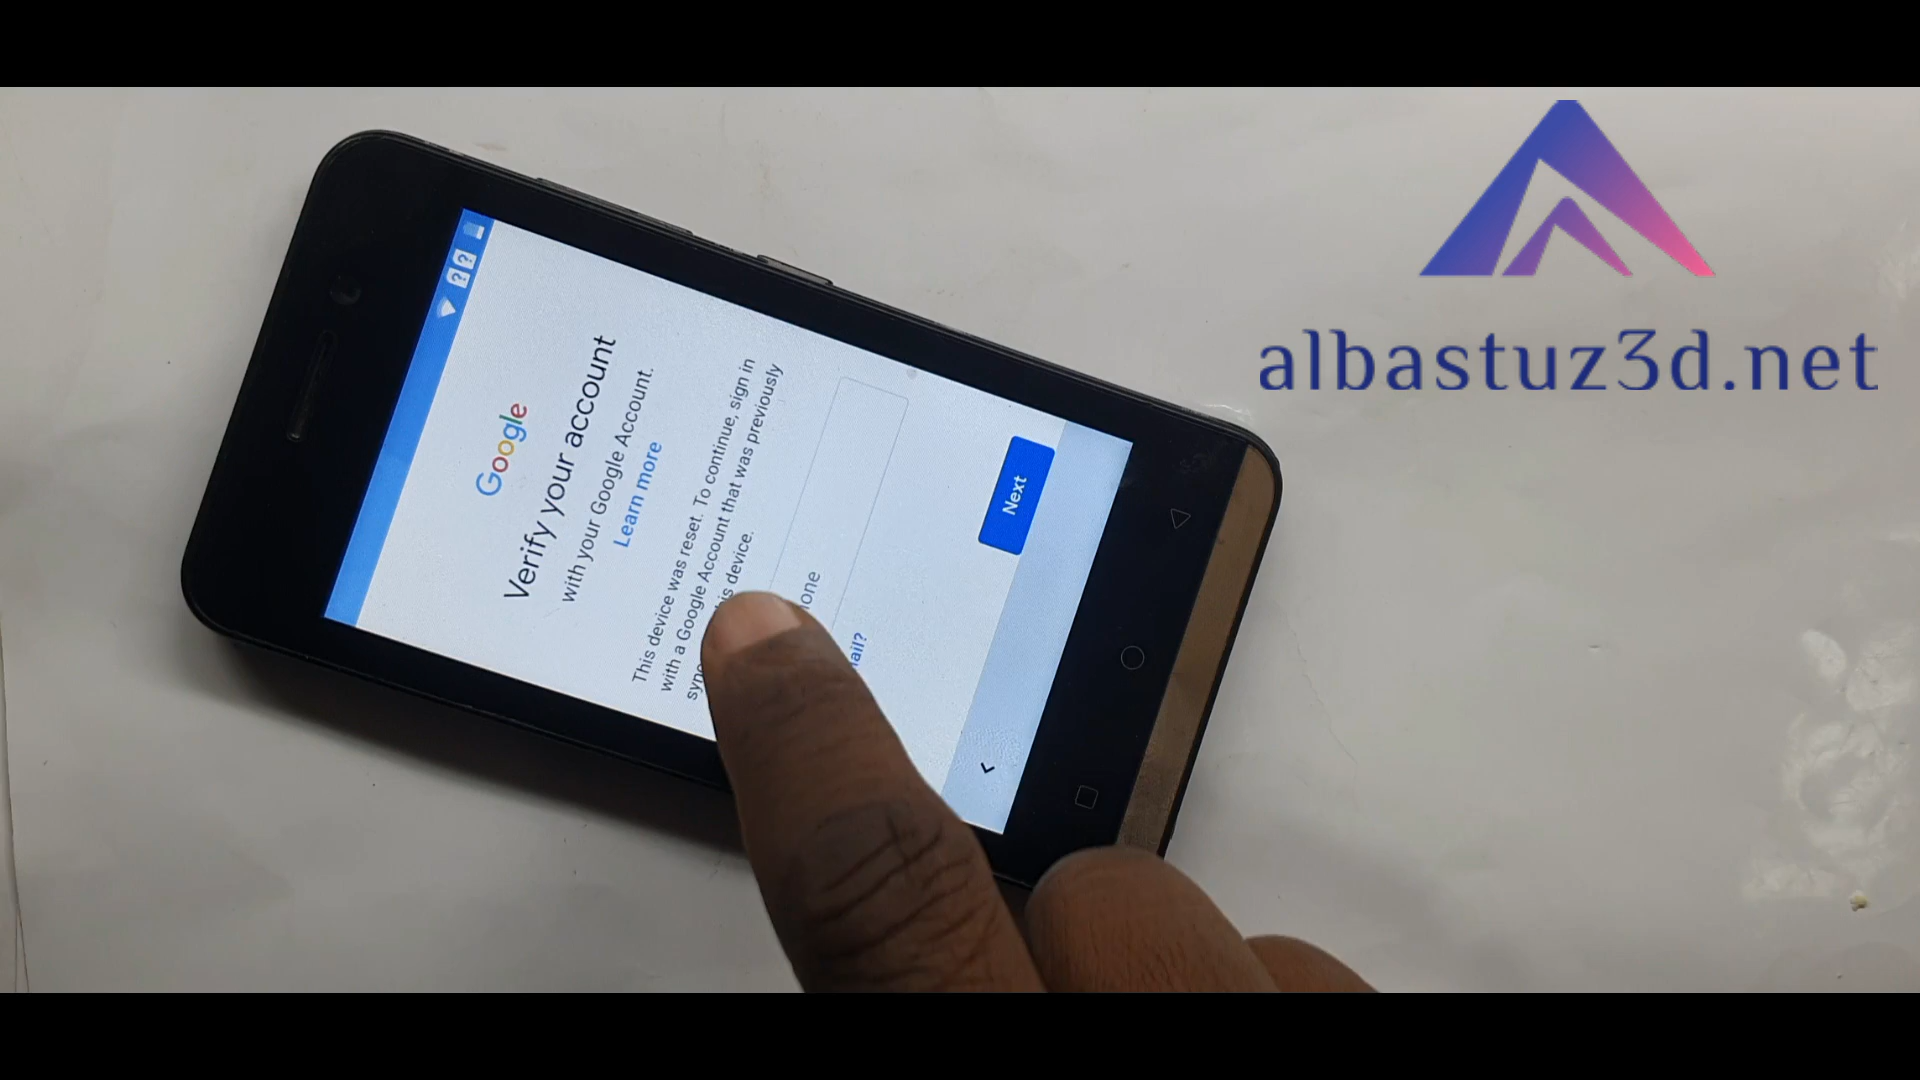 Google
Verify your account
with your Google Account.
Learn more
This device was reset. To continue, sign in
with a Google Account that was previously
device.
Next
albastuz3d.net